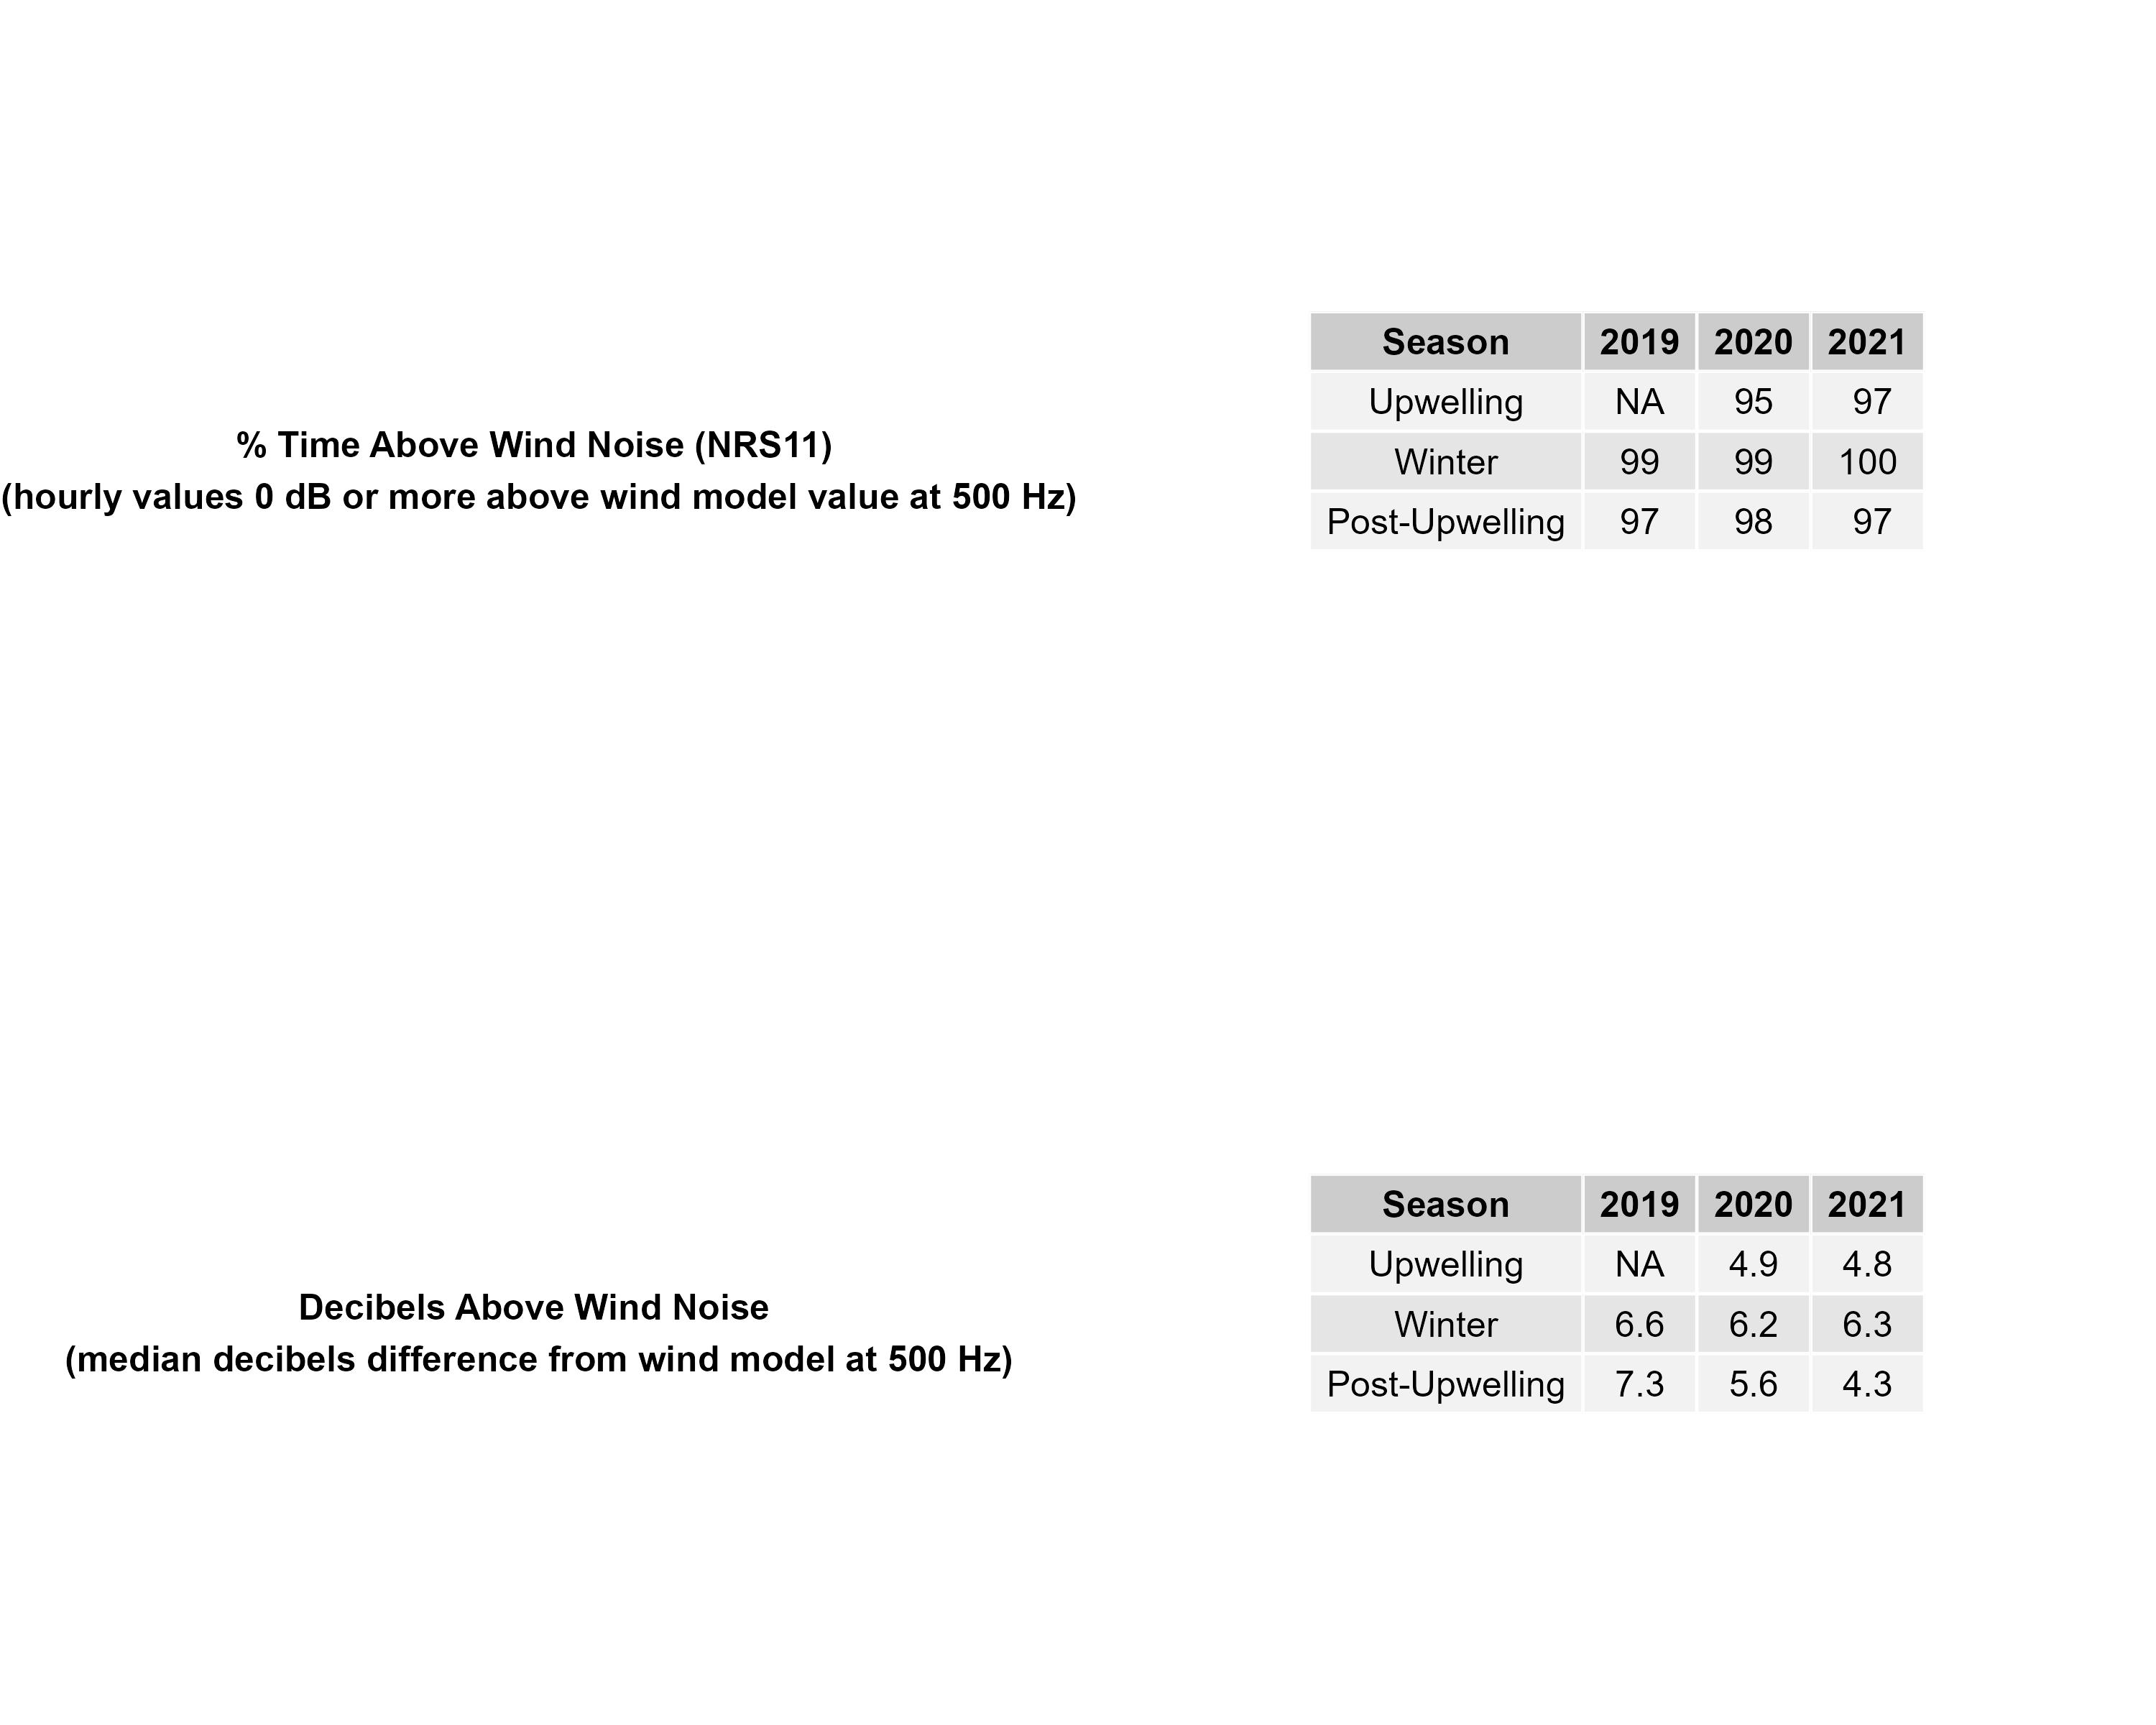 % Time Above Wind Noise (NRS11)
(hourly values 0 dB or more above wind model value at 500 Hz)
Season 2019 2020 2021
Upwelling NA 95 97
Winter 99 99 100
Post-Upwelling 97 98 97
Decibels Above Wind Noise
(median decibels difference from wind model at 500 Hz)
Season 2019 2020 2021
Upwelling NA 4.9 4.8
Winter 6.6 6.2 6.3
Post-Upwelling 7.3 5.6 4.3